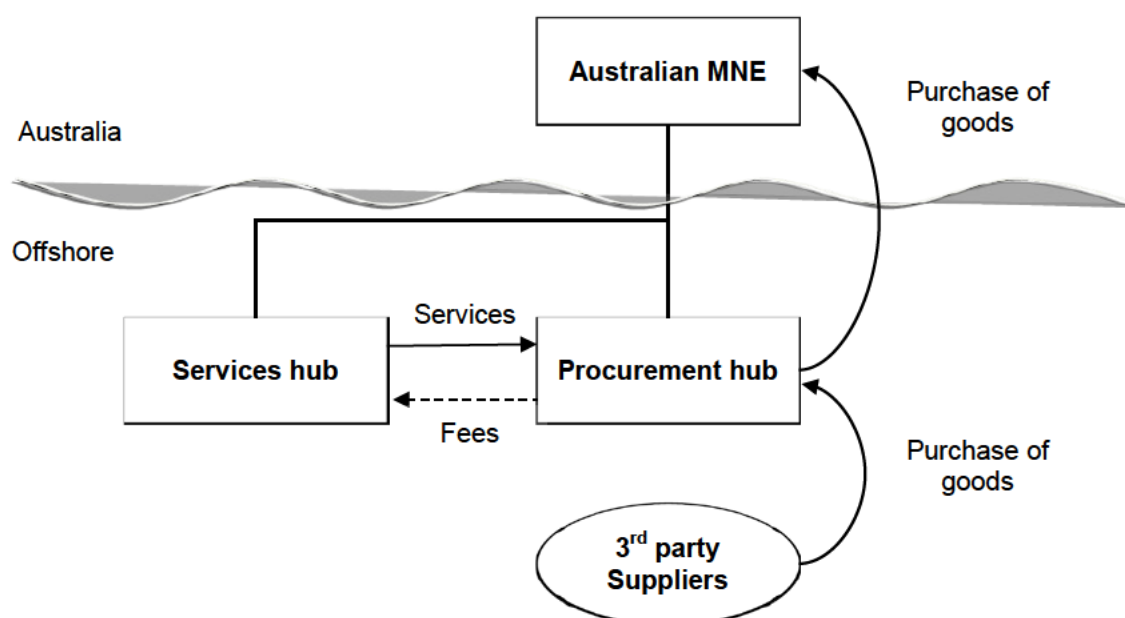 Australian MNE
Purchase of
goods
Australia
Offshore
Services
Services hub
Procurement hub
Fees
Purchase of
goods
3rd party
Suppliers